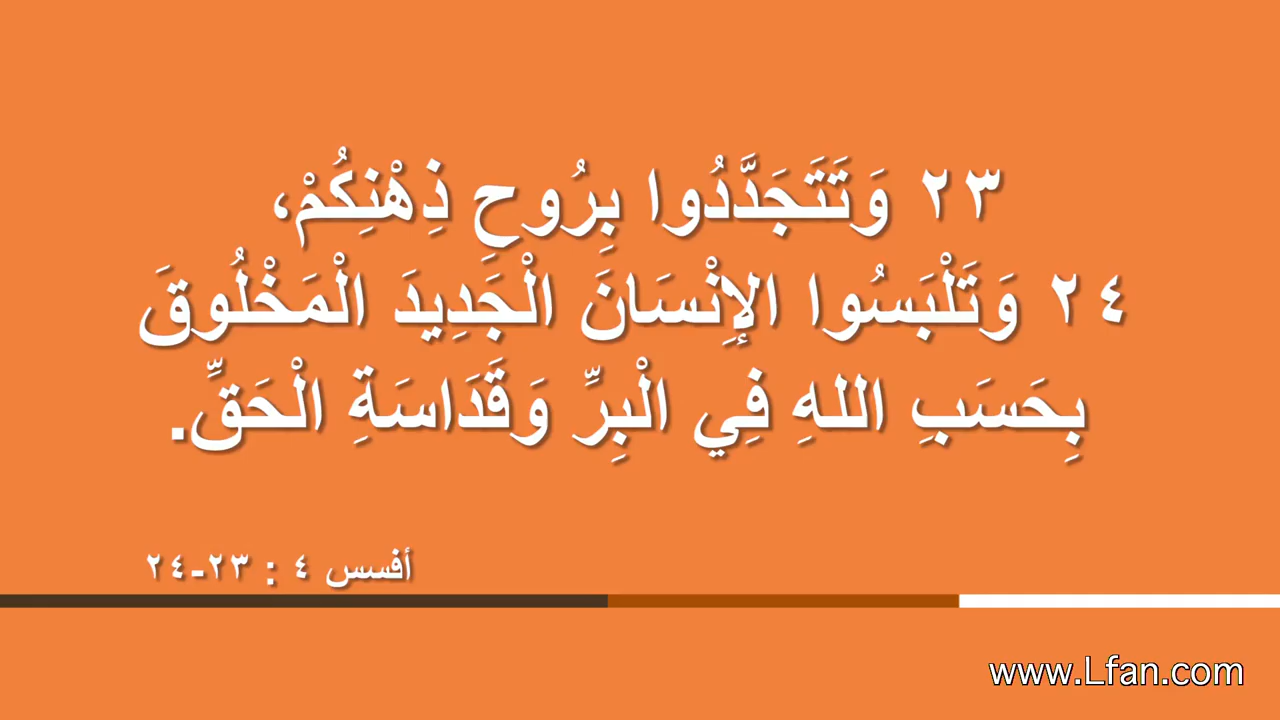 ٢٣ وَتَتَجَدَّدُوا بِرُوحِ ذِهْنِكُمْ،
٢٤ وَتَلْبَسُوا الإِنْسَانَ الْجَدِيدَ الْمَخْلُوقَ
بِحَسَبِ اللهِ فِي الْبِرِّ وَقَدَاسَةِ الْحَقِّ.
أفسس ٤ : ٢٣-٢٤
www.Lfan.com